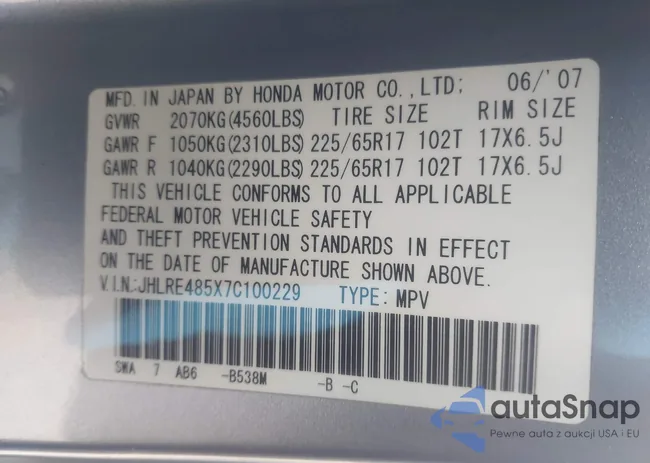 MFD. IN JAPAN BY HONDA MOTOR CO., LTD: 06/'07
GVWR 2070KG(4560LBS) TIRE SIZE RIM SIZE
GAWR F 1050KG(2310LBS) 225/65R17 102T 17X6.5J
GAWR R 1040KG(2290LBS) 225/65R17 102T 17X6.5J
THIS VEHICLE CONFORMS TO ALL APPLICABLE
FEDERAL MOTOR VEHICLE SAFETY
AND THEFT PREVENTION STANDARDS IN EFFECT
ON THE DATE OF MANUFACTURE SHOWN ABOVE.
V.I.N: JHLRE485X7C100229 TYPE: MPV
SWA 7 AB6 -B538M -B -C
autaSnap
Pewne auta z aukcji USA i EU